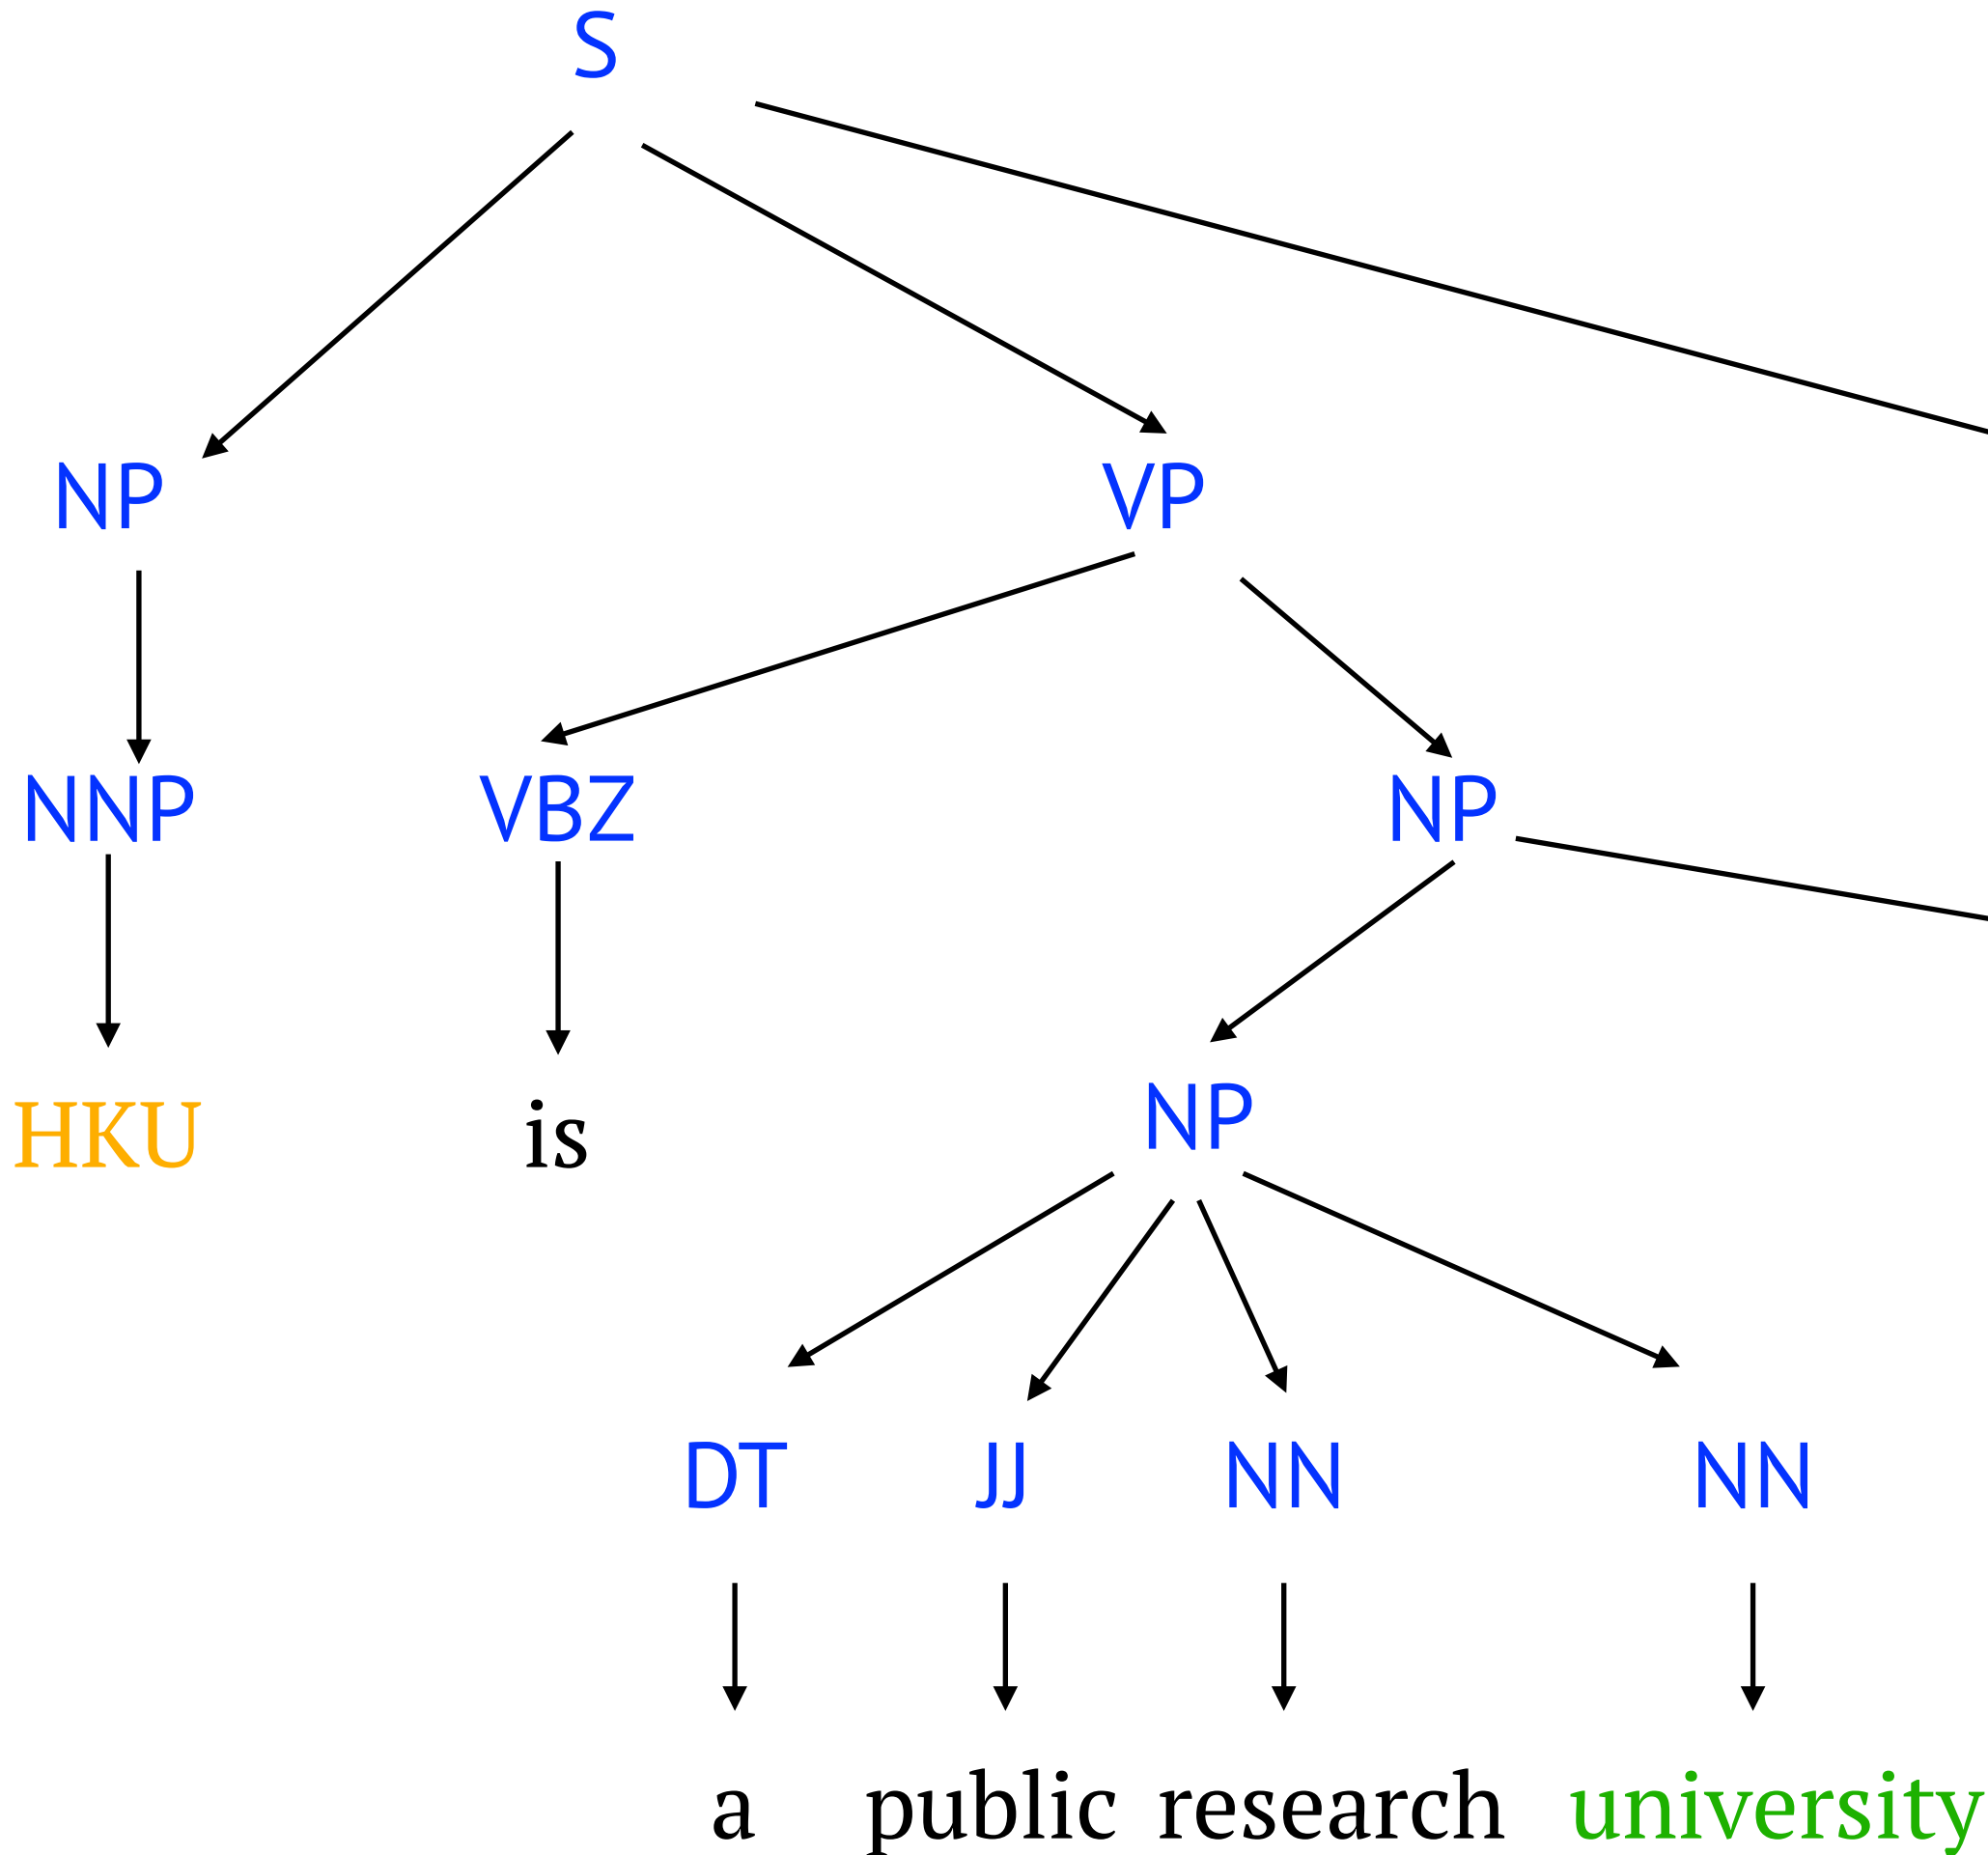 S
NP VP
NNP VBZ NP
HKU is NP
DT JJ NN NN
a public research university